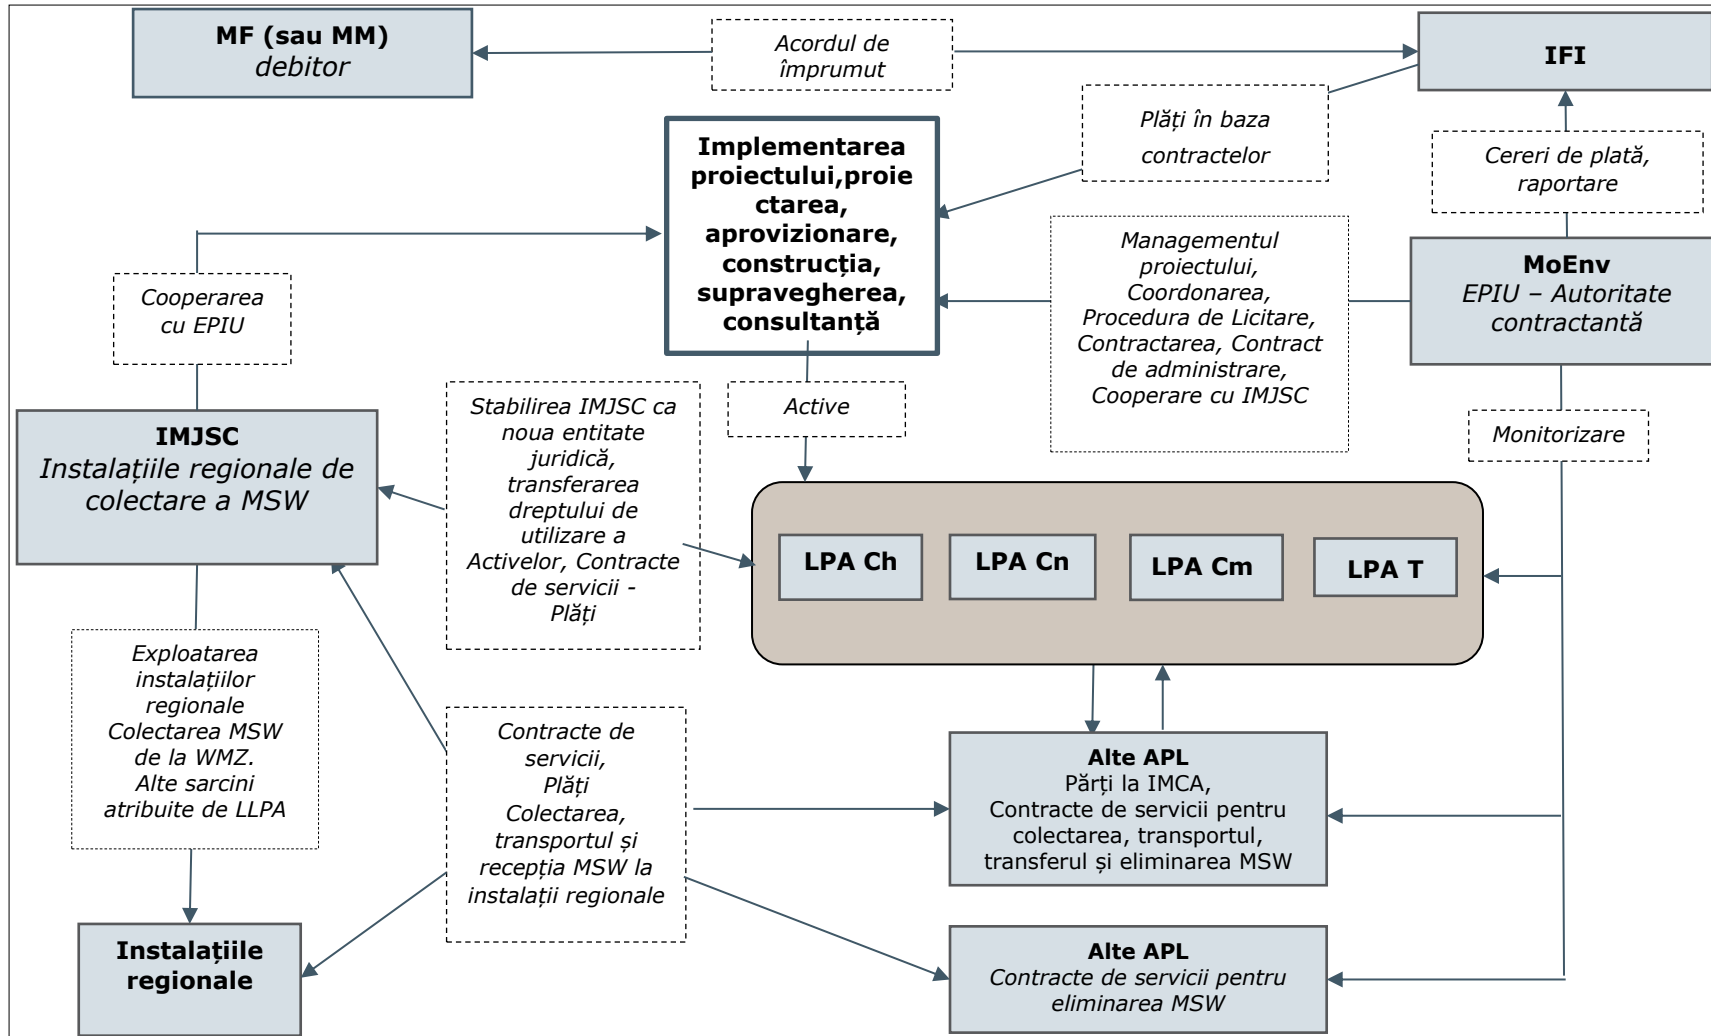 MF (sau MM)
debitor
Acordul de
împrumut
IFI
Plăți în baza
contractelor
Cereri de plată,
raportare
Implementarea
proiectului,proie
ctarea,
aprovizionare,
construcția,
supravegherea,
consultanță
Managementul
proiectului,
Coordonarea,
Procedura de Licitare,
Contractarea, Contract
de administrare,
Cooperare cu IMJSC
MoEnv
EPIU – Autoritate
contractantă
Cooperarea
cu EPIU
Active
Monitorizare
IMJSC
Instalațiile regionale de
colectare a MSW
Stabilirea IMJSC ca
noua entitate
juridică,
transferarea
dreptului de
utilizare a
Activelor, Contracte
de servicii -
Plăți
LPA Ch
LPA Cn
LPA Cm
LPA T
Exploatarea
instalațiilor
regionale
Colectarea MSW
de la WMZ.
Alte sarcini
atribuite de LLPA
Contracte de
servicii,
Plăți
Colectarea,
transportul și
recepția MSW la
instalații regionale
Alte APL
Părți la IMCA,
Contracte de servicii pentru
colectarea, transportul,
transferul și eliminarea MSW
Instalațiile
regionale
Alte APL
Contracte de servicii pentru
eliminarea MSW